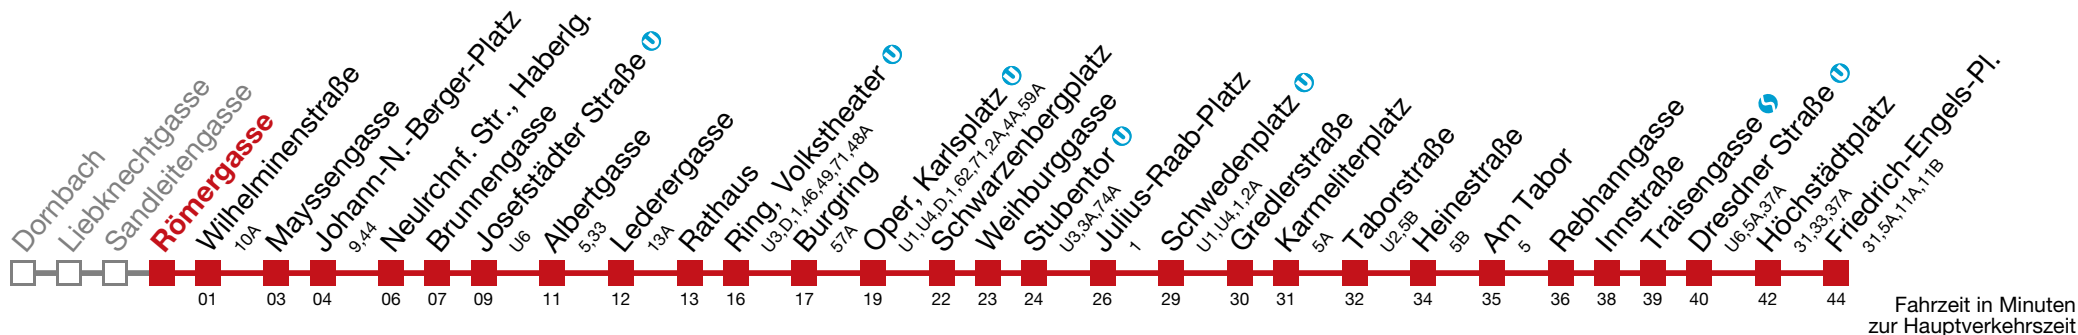 Dornbach
Liebknechtgasse
Sandleitengasse
Römergasse
Wilhelminenstraße
10A
Mayssengasse
Johann-N.-Berger-Platz
9,44
Neulrchnf. Str., Haberlg.
Brunnengasse
Josefstädter Straße
U6
Albertgasse
5,33
Lederergasse
13A
Rathaus
Ring, Volkstheater
U3,D,1,46,49,71,48A
Burgring
57A
Oper, Karlsplatz
U1,U4,D,1,62,71,2A,4A,59A
Schwarzenbergplatz
Weihburggasse
Stubentor
U3,3A,74A
Julius-Raab-Platz
1
Schwedenplatz
U1,U4,1,2A
Gredlerstraße
Karmeliterplatz
5A
Taborstraße
U2,5B
Heinestraße
5B
Am Tabor
5
Rebhanngasse
Innstraße
Traisengasse
Dresdner Straße
U6,5A,37A
Höchstädtplatz
31,33,37A
Friedrich-Engels-Pl.
31,5A,11A,11B
01 03 04 06 07 09 11 12 13 16 17 19 22 23 24 26 29 30 31 32 34 35 36 38 39 40 42 44
Fahrzeit in Minuten
zur Hauptverkehrszeit